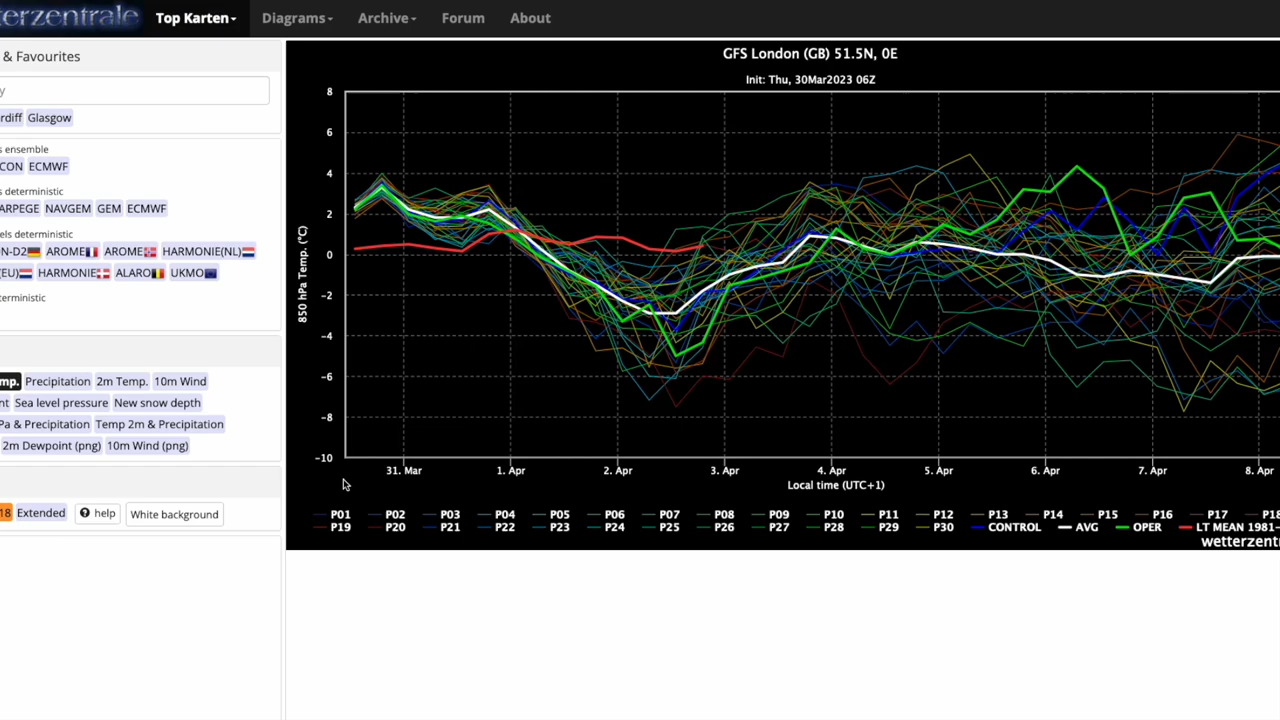 terzentrale Top Karten Diagrams Archive Forum About
& Favourites
y
rdiff Glasgow
s ensemble
CON ECMWF
s deterministic
ARPEGE NAVGEM GEM ECMWF
els deterministic
N-D2 AROME AROME HARMONIE(NL)
(EU) HARMONIE ALARO UKMO
terministic
mp. Precipitation 2m Temp. 10m Wind
nt Sea level pressure New snow depth
Pa & Precipitation Temp 2m & Precipitation
2m Dewpoint (png) 10m Wind (png)
18 Extended help White background
GFS London (GB) 51.5N, 0E
Init: Thu, 30Mar2023 06Z
850 hPa Temp. (°C)
8
6
4
2
0
−2
−4
−6
−8
−10
31. Mar 1. Apr 2. Apr 3. Apr 4. Apr 5. Apr 6. Apr 7. Apr 8. Apr
Local time (UTC+1)
P01 P02 P03 P04 P05 P06 P07 P08 P09 P10 P11 P12 P13 P14 P15 P16 P17 P18
P19 P20 P21 P22 P23 P24 P25 P26 P27 P28 P29 P30 CONTROL AVG OPER LT MEAN 1981-
wetterzentr